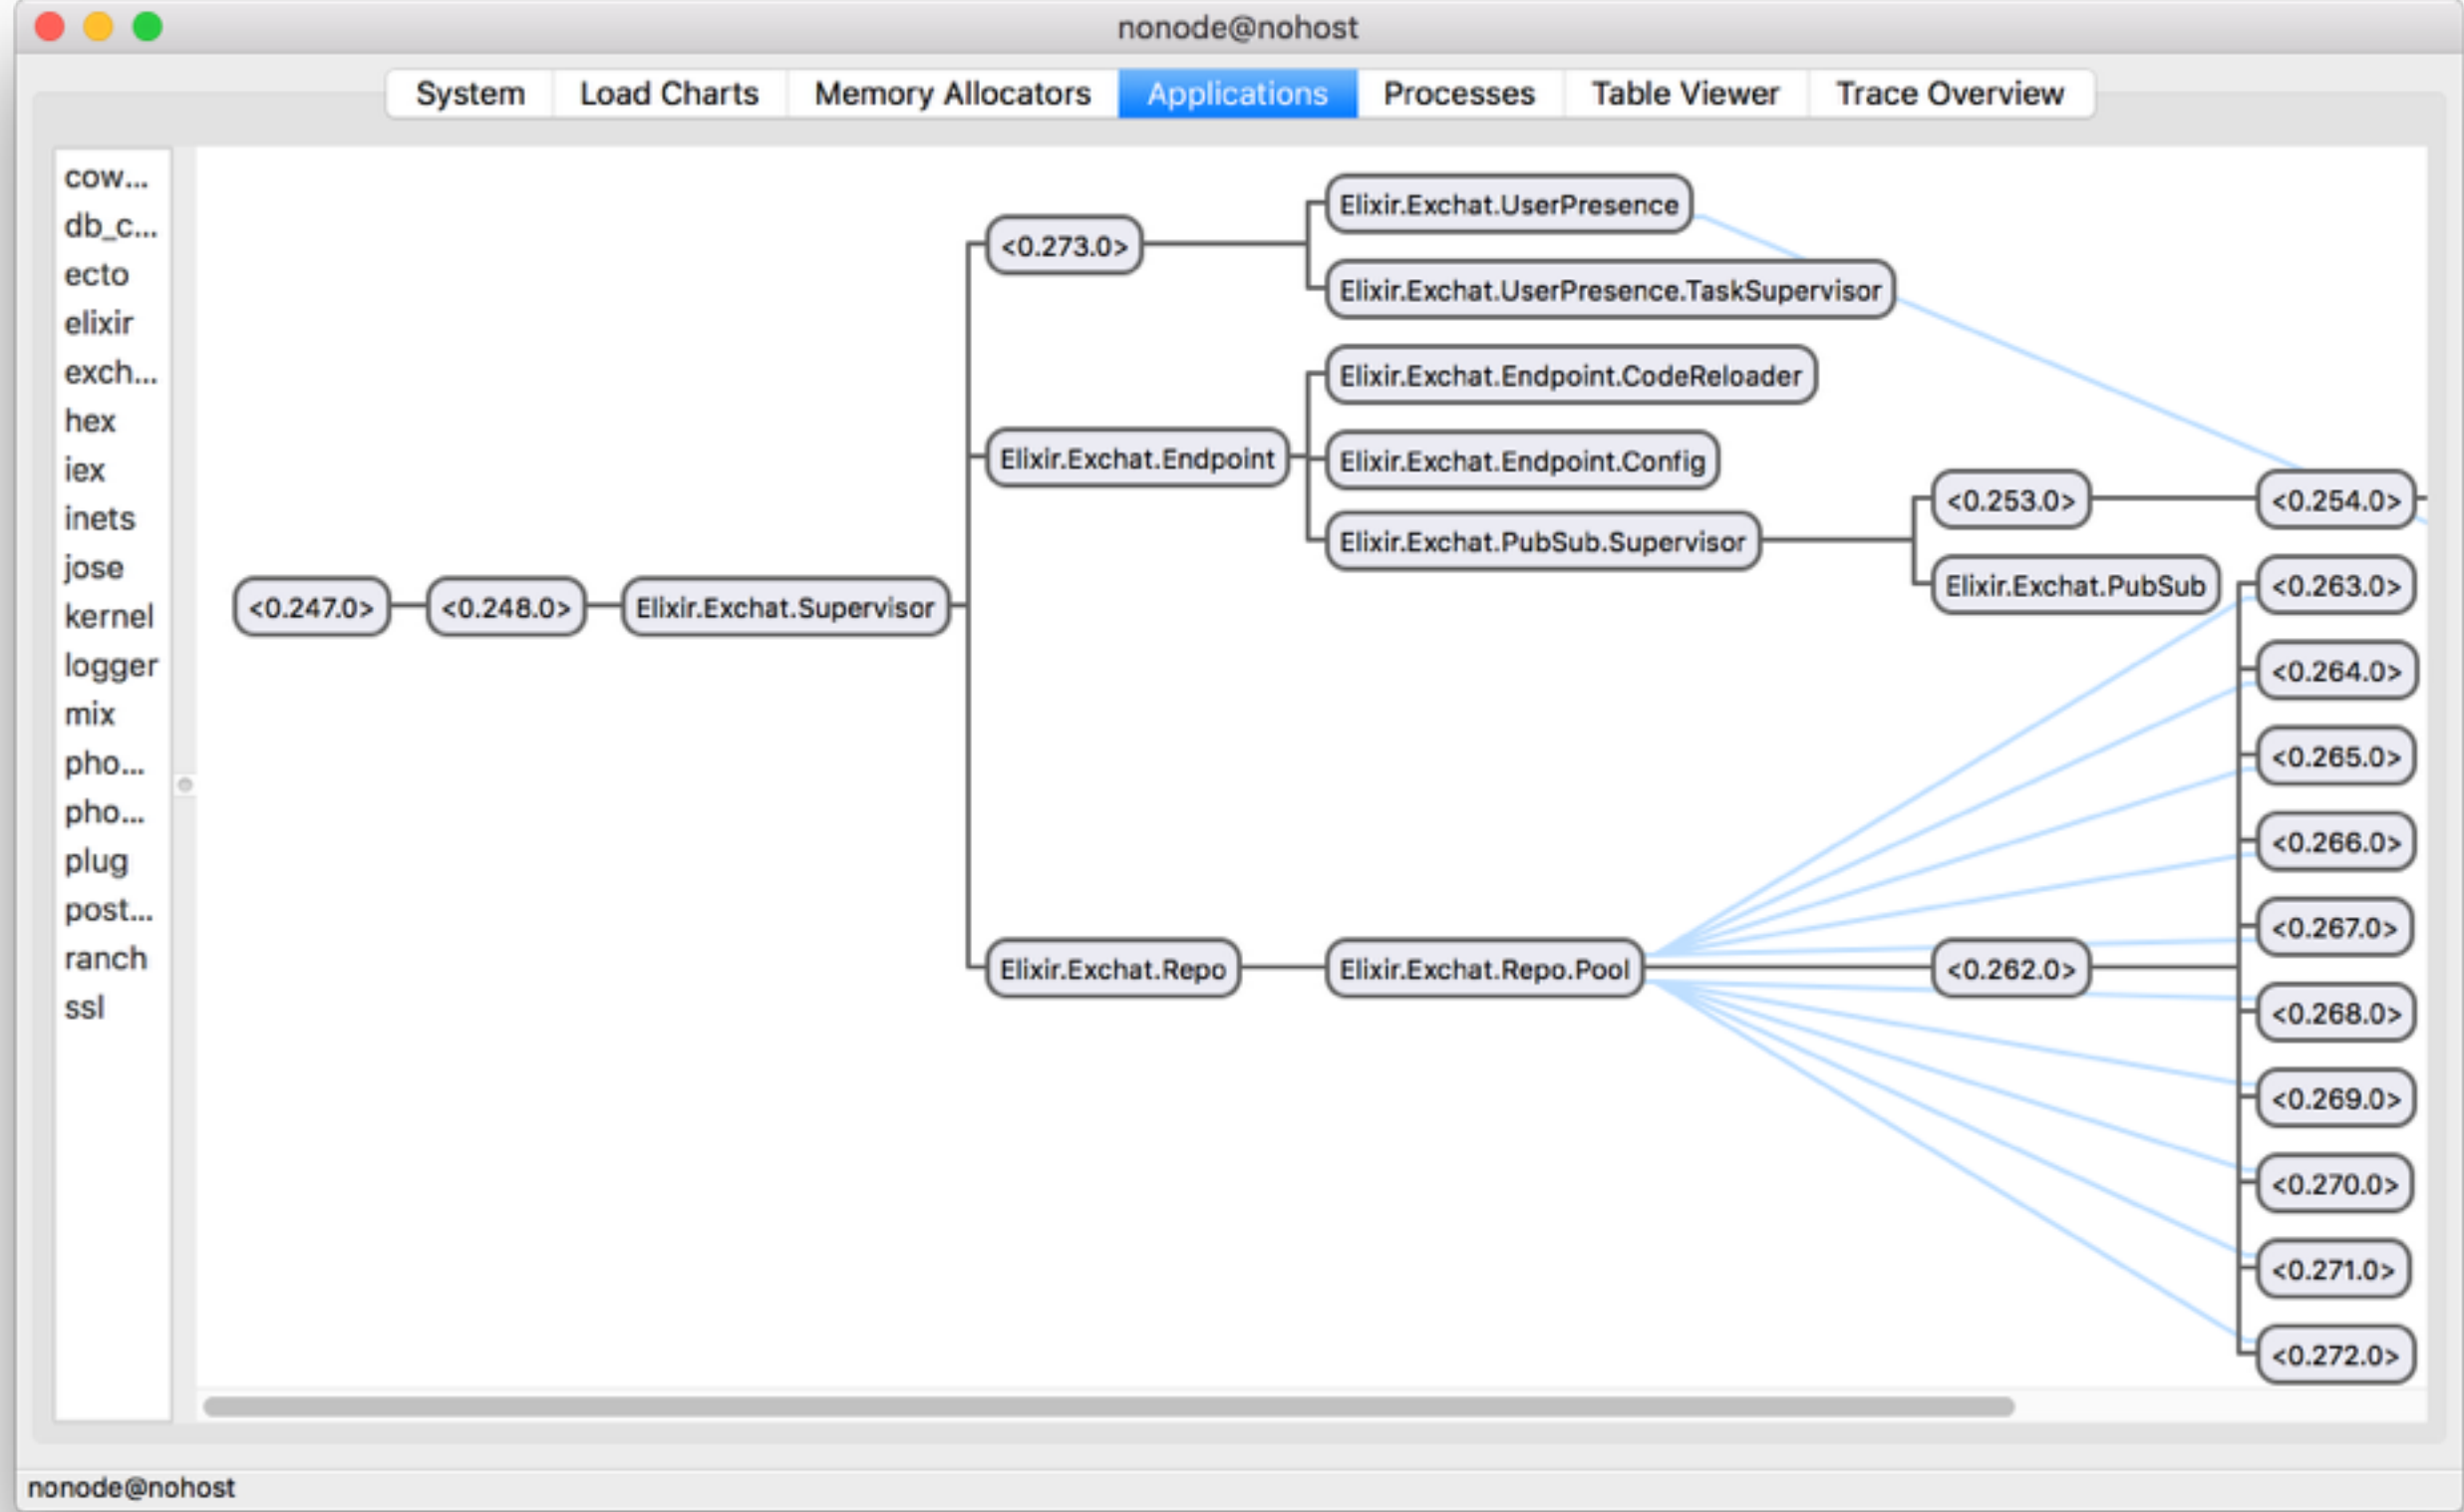 nonode@nohost
System Load Charts Memory Allocators Applications Processes Table Viewer Trace Overview
cow...
db_c...
ecto
elixir
exch...
hex
iex
inets
jose
kernel
logger
mix
pho...
pho...
plug
post...
ranch
ssl
<0.247.0>
<0.248.0>
Elixir.Exchat.Supervisor
<0.273.0>
Elixir.Exchat.Endpoint
Elixir.Exchat.Repo
Elixir.Exchat.UserPresence
Elixir.Exchat.UserPresence.TaskSupervisor
Elixir.Exchat.Endpoint.CodeReloader
Elixir.Exchat.Endpoint.Config
Elixir.Exchat.PubSub.Supervisor
Elixir.Exchat.Repo.Pool
<0.253.0>
Elixir.Exchat.PubSub
<0.262.0>
<0.254.0>
<0.263.0>
<0.264.0>
<0.265.0>
<0.266.0>
<0.267.0>
<0.268.0>
<0.269.0>
<0.270.0>
<0.271.0>
<0.272.0>
nonode@nohost